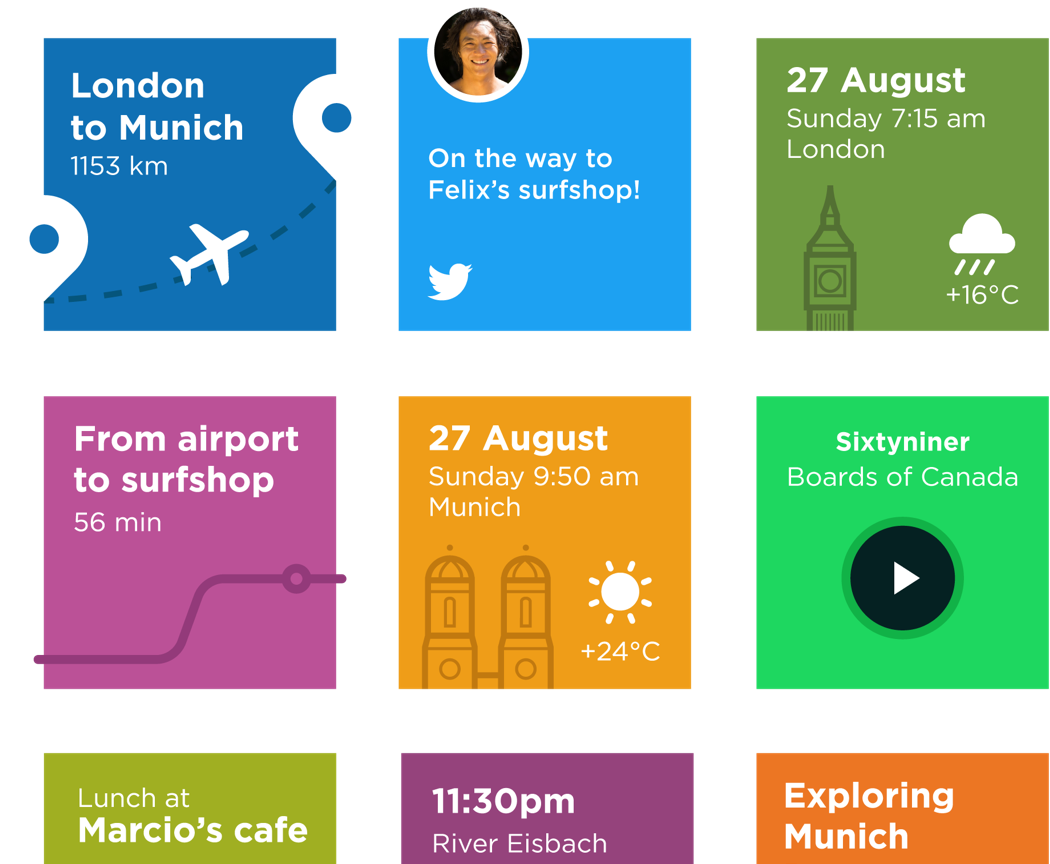 London
to Munich
1153 km
On the way to
Felix’s surfshop!
27 August
Sunday 7:15 am
London
+16°C
From airport
to surfshop
56 min
27 August
Sunday 9:50 am
Munich
+24°C
Sixtyniner
Boards of Canada
Lunch at
Marcio’s cafe
11:30pm
River Eisbach
Exploring
Munich